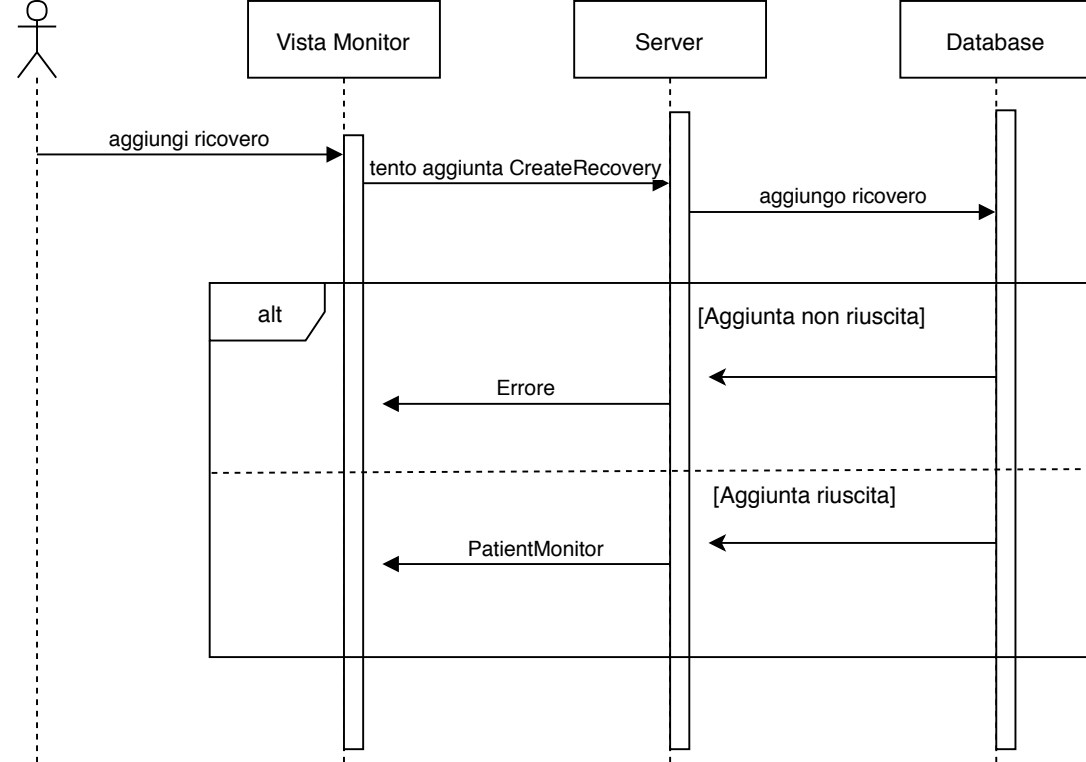 Vista Monitor
Server
Database
aggiungi ricovero
tento aggiunta CreateRecovery
aggiungo ricovero
alt
[Aggiunta non riuscita]
Errore
[Aggiunta riuscita]
PatientMonitor